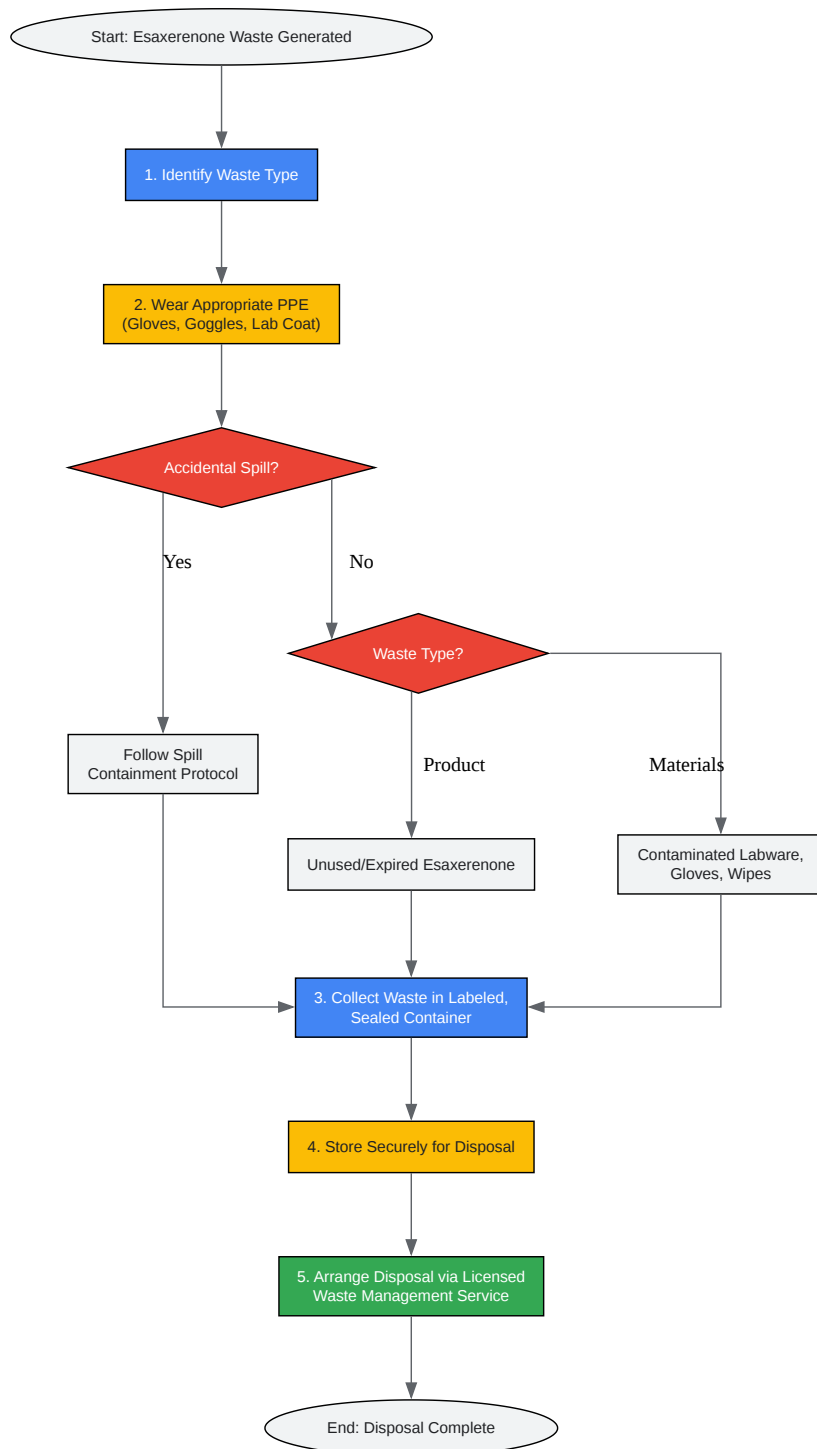 Start: Esaxerenone Waste Generated
1. Identify Waste Type
2. Wear Appropriate PPE
(Gloves, Goggles, Lab Coat)
Accidental Spill?
Yes
No
Waste Type?
Follow Spill
Containment Protocol
Product
Materials
Unused/Expired Esaxerenone
Contaminated Labware,
Gloves, Wipes
3. Collect Waste in Labeled,
Sealed Container
4. Store Securely for Disposal
5. Arrange Disposal via Licensed
Waste Management Service
End: Disposal Complete